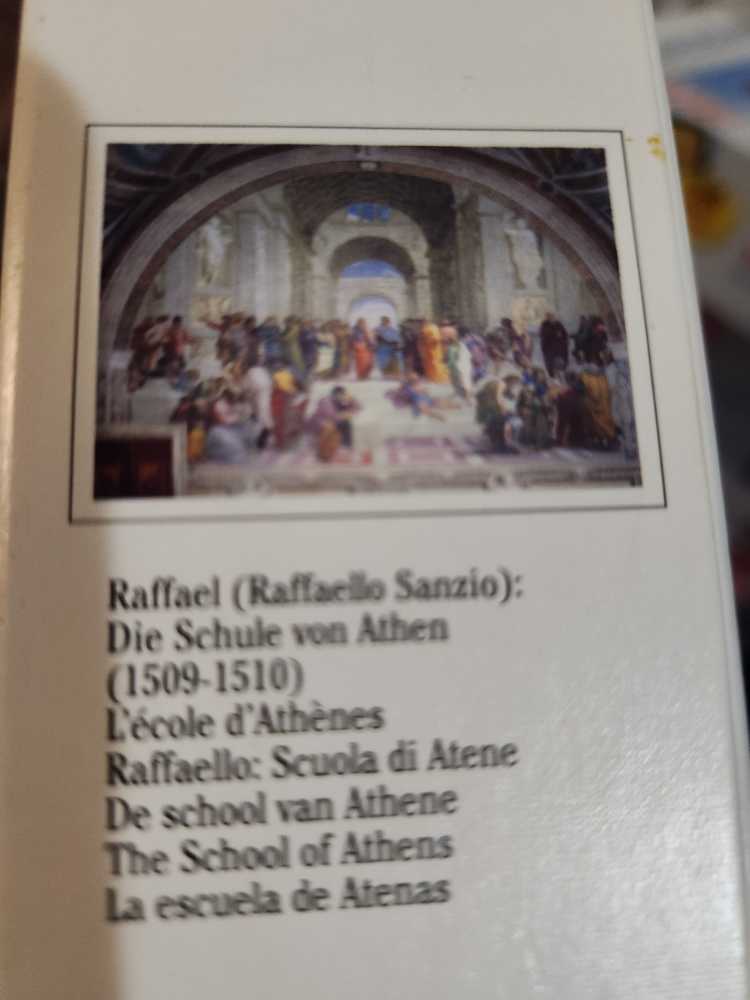 Raffael (Raffaello Sanzio):
Die Schule von Athen
(1509-1510)
L'école d'Athènes
Raffaello: Scuola di Atene
De school van Athene
The School of Athens
La escuela de Atenas